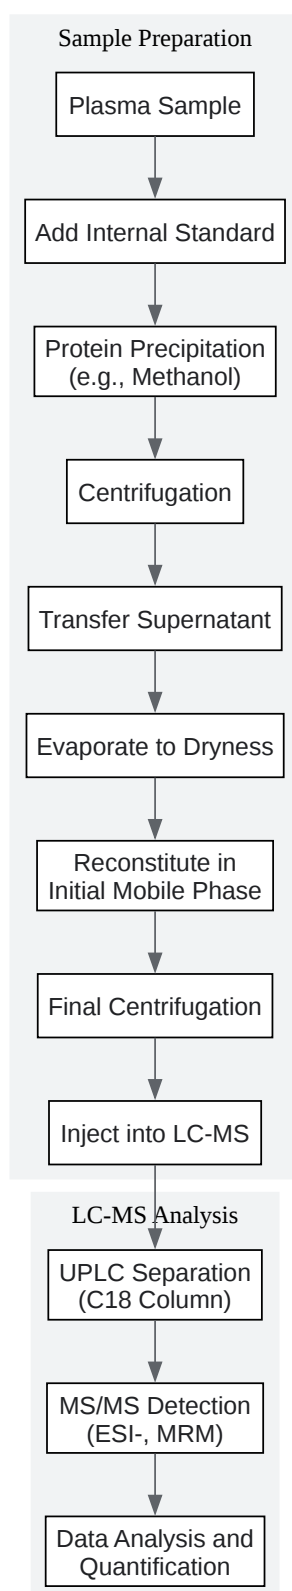 Sample Preparation
Plasma Sample
Add Internal Standard
Protein Precipitation
(e.g., Methanol)
Centrifugation
Transfer Supernatant
Evaporate to Dryness
Reconstitute in
Initial Mobile Phase
Final Centrifugation
Inject into LC-MS
LC-MS Analysis
UPLC Separation
(C18 Column)
MS/MS Detection
(ESI-, MRM)
Data Analysis and
Quantification